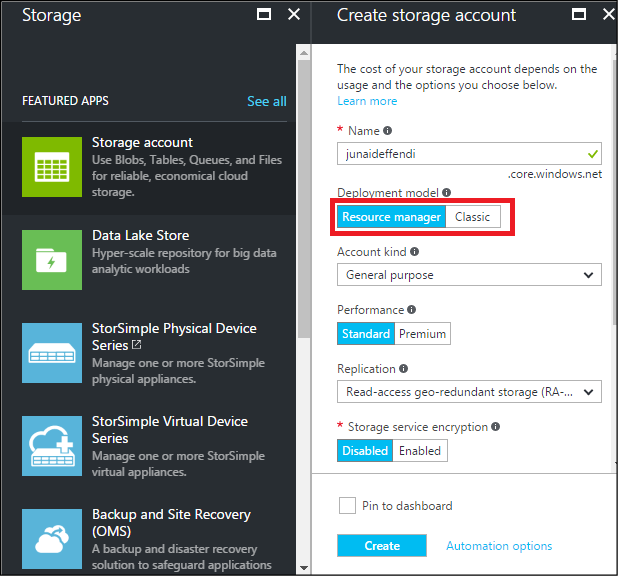 Storage
FEATURED APPS
See all
Storage account
Use Blobs, Tables, Queues, and Files
for reliable, economical cloud
storage.
Data Lake Store
Hyper-scale repository for big data
analytic workloads
StorSimple Physical Device
Series
Manage one or more StorSimple
physical appliances.
StorSimple Virtual Device
Series
Manage one or more StorSimple
virtual appliances.
Backup and Site Recovery
(OMS)
A backup and disaster recovery
solution to safeguard applications
Create storage account
The cost of your storage account depends on the
usage and the options you choose below.
Learn more
* Name
junaideffendi
.core.windows.net
Deployment model
Resource manager Classic
Account kind
General purpose
Performance
Standard Premium
Replication
Read-access geo-redundant storage (RA-...
* Storage service encryption
Disabled Enabled
Pin to dashboard
Create Automation options